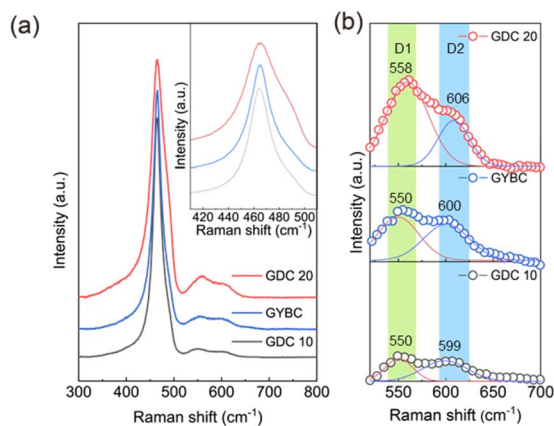 (a)
Intensity (a.u.)
Intensity (a.u.)
420 440 460 480 500
Raman shift (cm-1)
GDC 20
GYBC
GDC 10
300 400 500 600 700 800
Raman shift (cm-1)
(b)
Intensity (a.u.)
D1 D2
GDC 20
558
606
GYBC
550 600
GDC 10
550 599
550 600 650 700
Raman shift (cm-1)